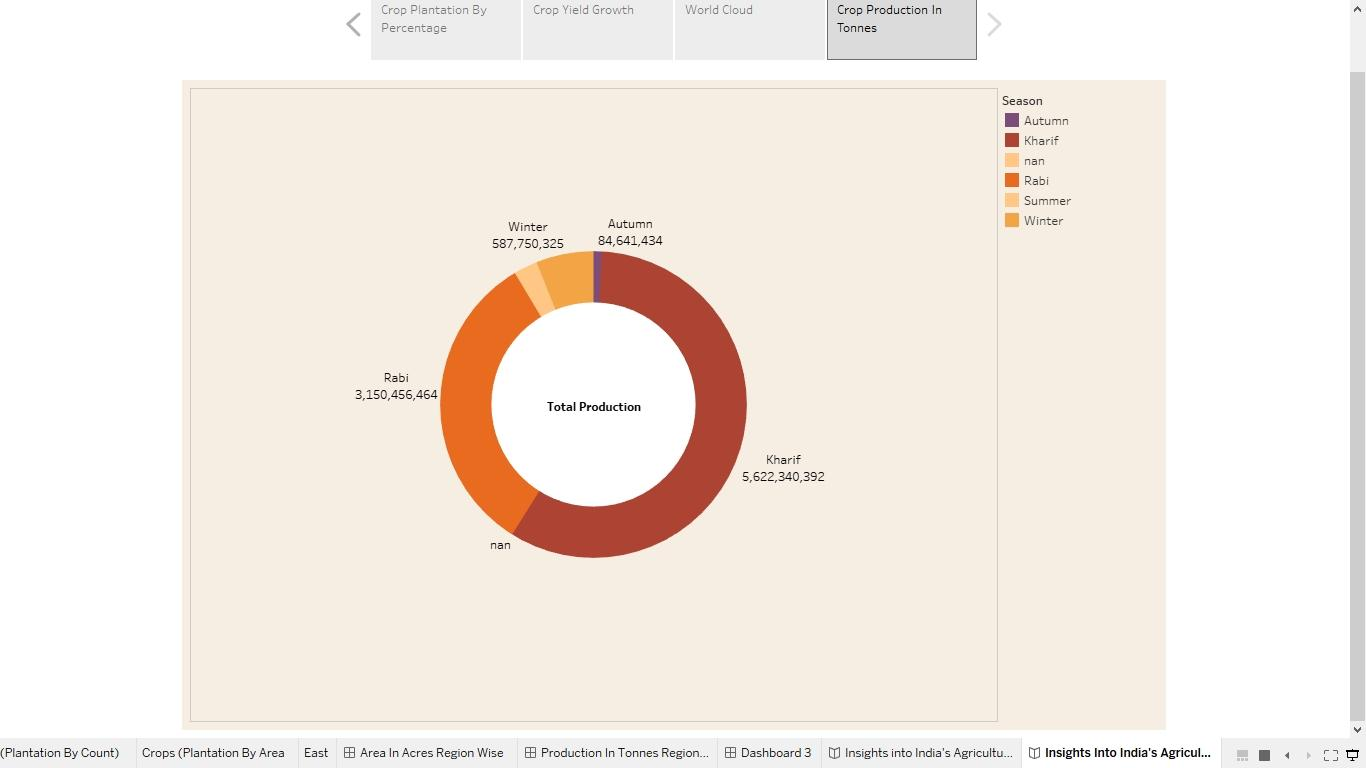 Crop Plantation By
Percentage
Crop Yield Growth
World Cloud
Crop Production In
Tonnes
Season
Autumn
Kharif
nan
Rabi
Summer
Winter
Winter
587,750,325
Autumn
84,641,434
Rabi
3,150,456,464
Total Production
Kharif
5,622,340,392
nan
(Plantation By Count)
Crops (Plantation By Area
East
Area In Acres Region Wise
Production In Tonnes Region...
Dashboard 3
Insights into India's Agricultu...
Insights Into India's Agricul...